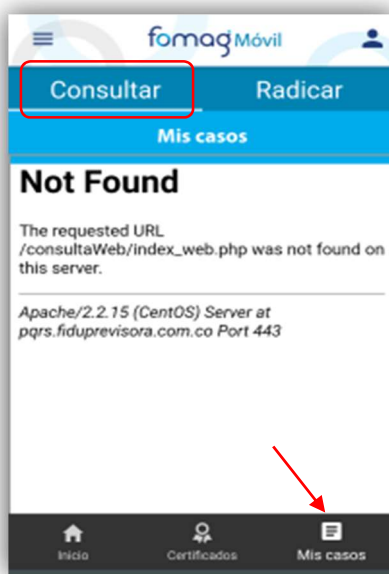 fomag Móvil
Consultar Radicar
Mis casos
Not Found
The requested URL
/consultaWeb/index_web.php was not found on
this server.
Apache/2.2.15 (CentOS) Server at
pqrs.fiduprevisora.com.co Port 443
Inicio Certificados Mis casos